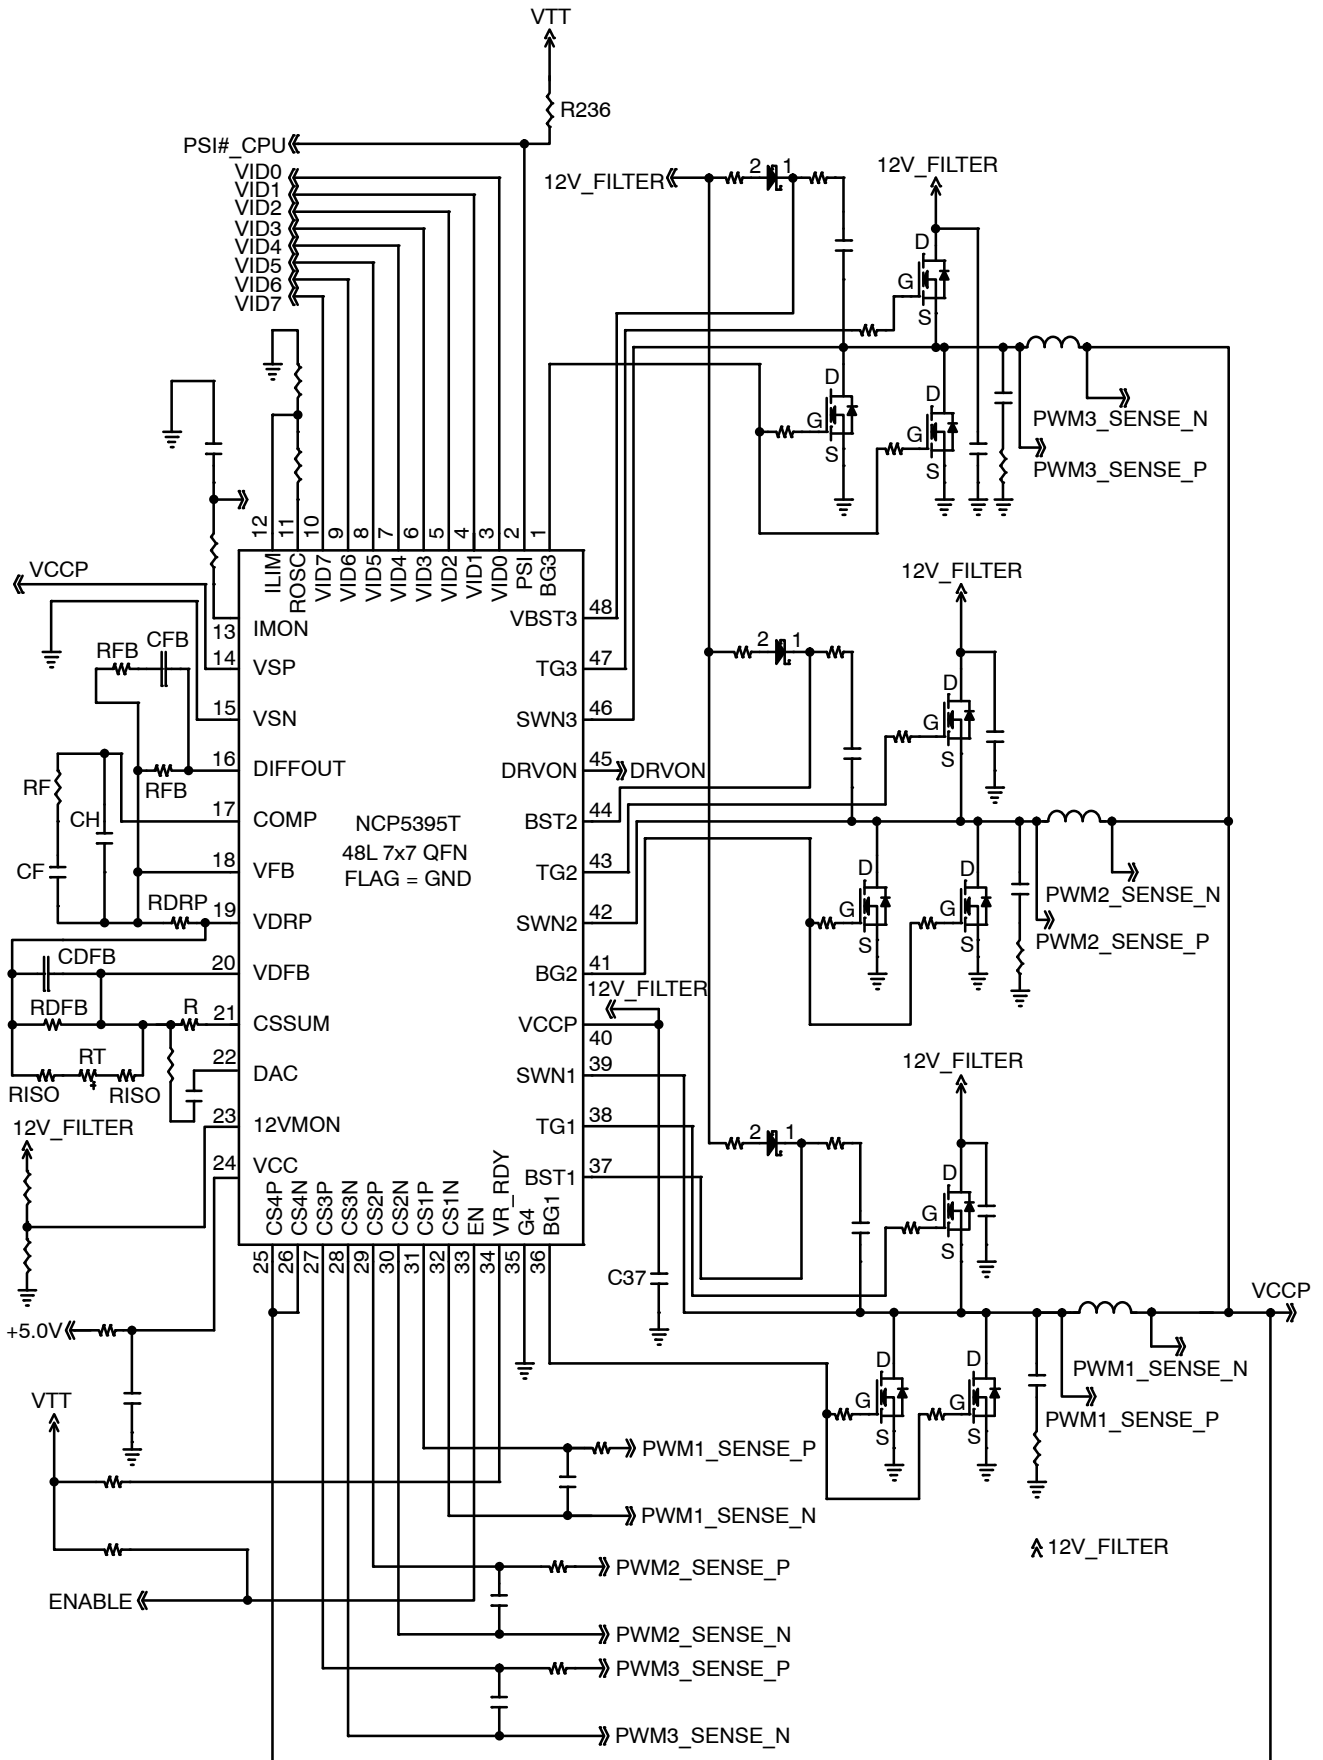 VTT
R236
PSI#_CPU
VID0
VID1
VID2
VID3
VID4
VID5
VID6
VID7
12V_FILTER
2 1
12V_FILTER
D
G
S
D
G
S
D
G
S
PWM3_SENSE_N
PWM3_SENSE_P
12 11 10 9 8 7 6 5 4 3 2 1
ILIM ROSC VID7 VID6 VID5 VID4 VID3 VID2 VID1 VID0 PSI BG3
VCCP
13 IMON
14 VSP
15 VSN
16 DIFFOUT
17 COMP
18 VFB
19 VDRP
20 VDFB
21 CSSUM
22 DAC
23 12VMON
24 VCC
RFB CFB
RFB
RF
CH
CF
RDRP
CDFB
RDFB
R
RT
RISO RISO
12V_FILTER
+5.0V
NCP5395T
48L 7x7 QFN
FLAG = GND
VBST3 48
TG3 47
SWN3 46
DRVON 45 DRVON
BST2 44
TG2 43
SWN2 42
BG2 41
12V_FILTER
VCCP 40
SWN1 39
TG1 38
BST1 37
CS4P CS4N CS3P CS3N CS2P CS2N CS1P CS1N EN VR_RDY G4 BG1
25 26 27 28 29 30 31 32 33 34 35 36
C37
12V_FILTER
2 1
D
G
S
D
G
S
D
G
S
PWM2_SENSE_N
PWM2_SENSE_P
12V_FILTER
2 1
D
G
S
D
G
S
D
G
S
VCCP
PWM1_SENSE_N
PWM1_SENSE_P
VTT
PWM1_SENSE_P
PWM1_SENSE_N
12V_FILTER
PWM2_SENSE_P
ENABLE
PWM2_SENSE_N
PWM3_SENSE_P
PWM3_SENSE_N